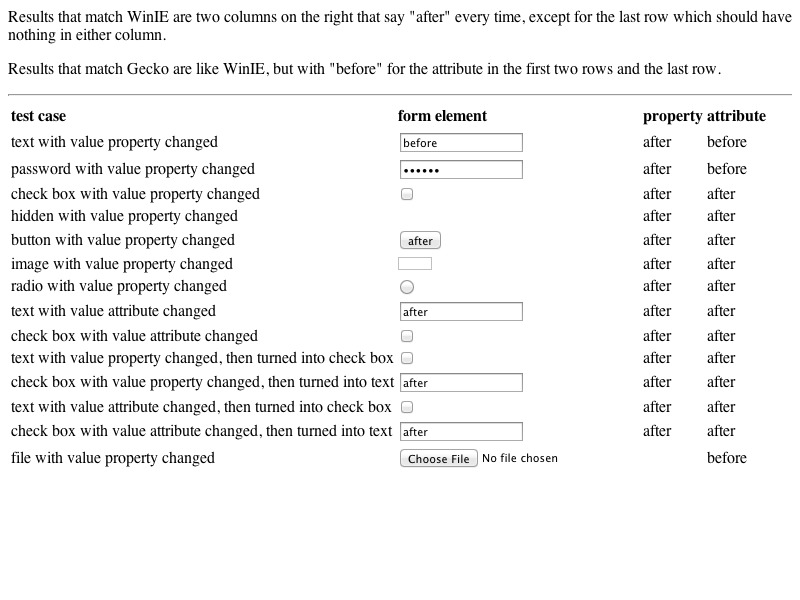 Results that match WinIE are two columns on the right that say "after" every time, except for the last row which should have
nothing in either column.
Results that match Gecko are like WinIE, but with "before" for the attribute in the first two rows and the last row.
test case form element property attribute
text with value property changed before after before
password with value property changed •••••• after before
check box with value property changed after after
hidden with value property changed after after
button with value property changed after after after
image with value property changed after after
radio with value property changed after after
text with value attribute changed after after after
check box with value attribute changed after after
text with value property changed, then turned into check box after after
check box with value property changed, then turned into text after after after
text with value attribute changed, then turned into check box after after
check box with value attribute changed, then turned into text after after after
file with value property changed Choose File No file chosen before